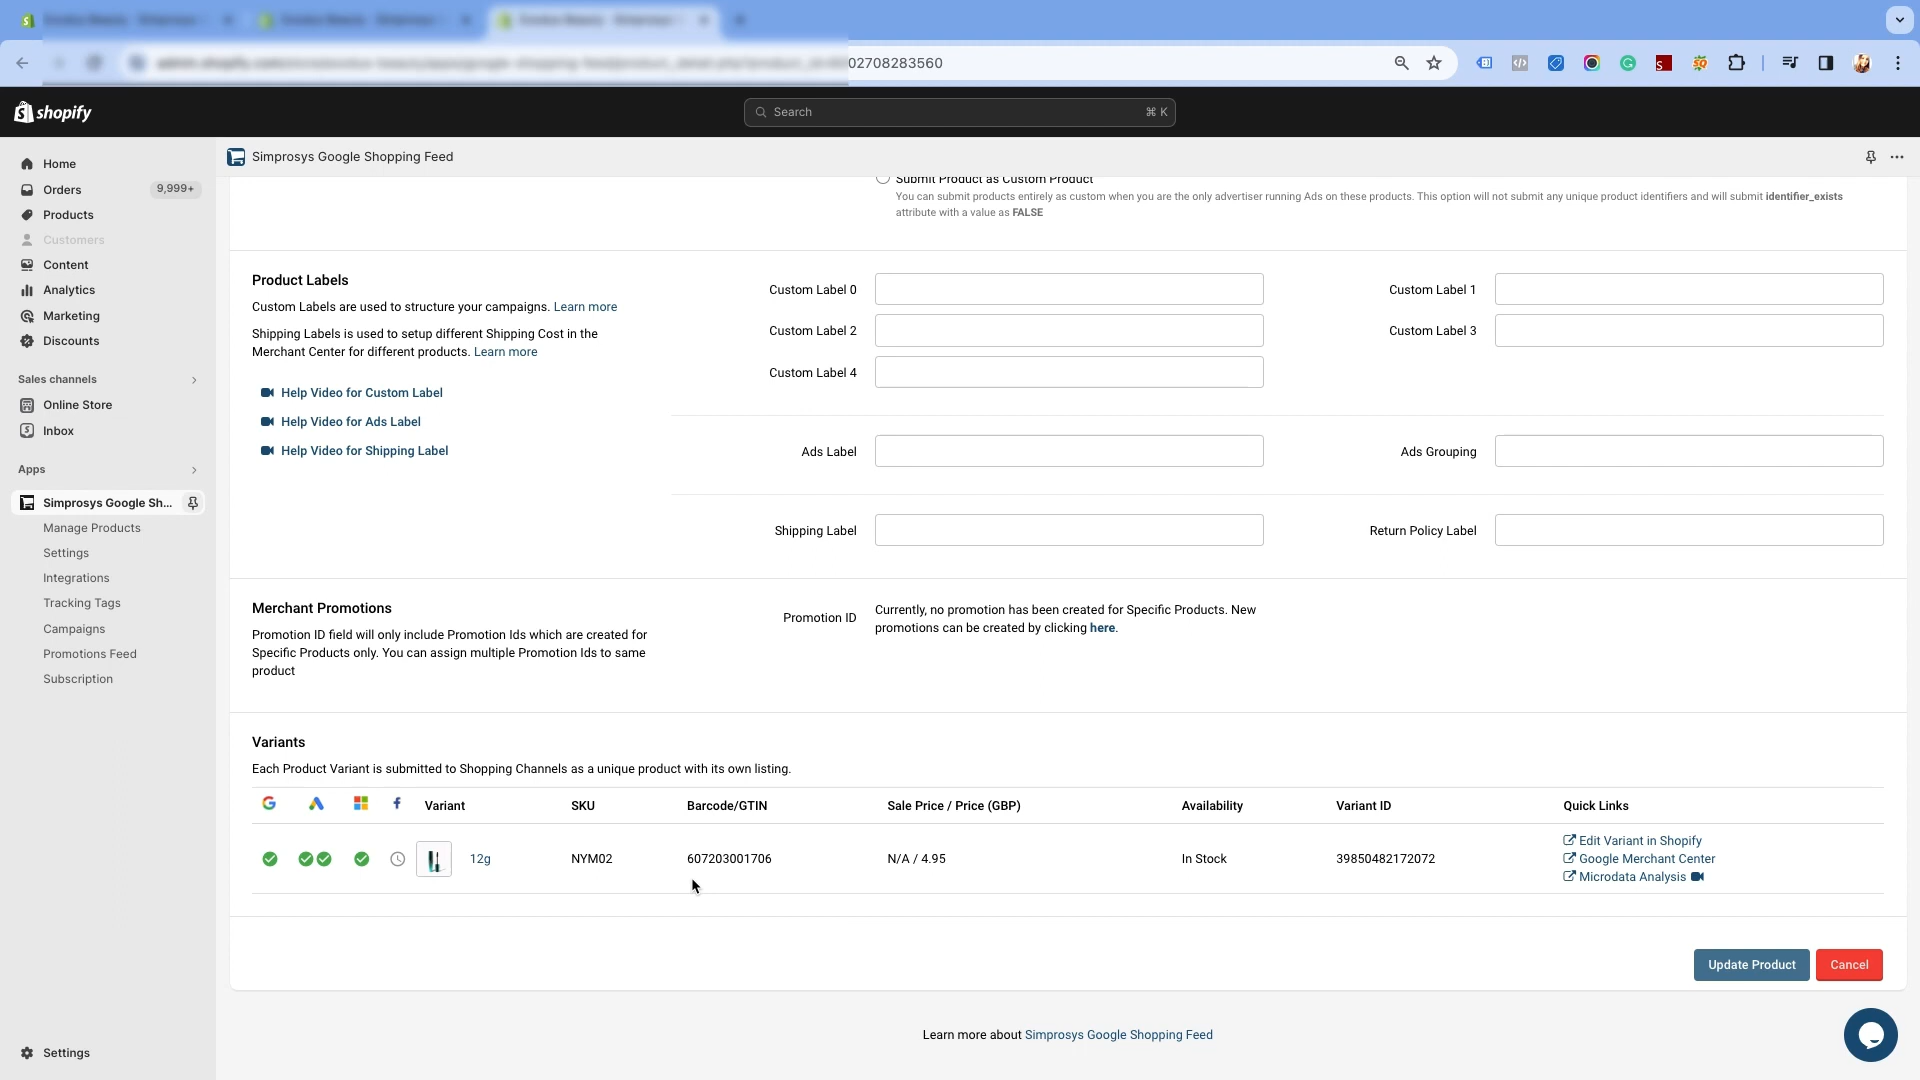 02708283560
shopify
Search
⌘ K
Home
Orders
9,999+
Products
Customers
Content
Analytics
Marketing
Discounts
Sales channels
Online Store
Inbox
Apps
Simprosys Google Sh...
Manage Products
Settings
Integrations
Tracking Tags
Campaigns
Promotions Feed
Subscription
Settings
Simprosys Google Shopping Feed
Submit Product as Custom Product
You can submit products entirely as custom when you are the only advertiser running Ads on these products. This option will not submit any unique product identifiers and will submit identifier_exists
attribute with a value as FALSE
Product Labels
Custom Labels are used to structure your campaigns. Learn more
Shipping Labels is used to setup different Shipping Cost in the
Merchant Center for different products. Learn more
Help Video for Custom Label
Help Video for Ads Label
Help Video for Shipping Label
Custom Label 0
Custom Label 1
Custom Label 2
Custom Label 3
Custom Label 4
Ads Label
Ads Grouping
Shipping Label
Return Policy Label
Merchant Promotions
Promotion ID field will only include Promotion Ids which are created for
Specific Products only. You can assign multiple Promotion Ids to same
product
Promotion ID
Currently, no promotion has been created for Specific Products. New
promotions can be created by clicking here.
Variants
Each Product Variant is submitted to Shopping Channels as a unique product with its own listing.
Variant SKU Barcode/GTIN Sale Price / Price (GBP) Availability Variant ID Quick Links
12g NYM02 607203001706 N/A / 4.95 In Stock 39850482172072
Edit Variant in Shopify
Google Merchant Center
Microdata Analysis
Update Product
Cancel
Learn more about Simprosys Google Shopping Feed